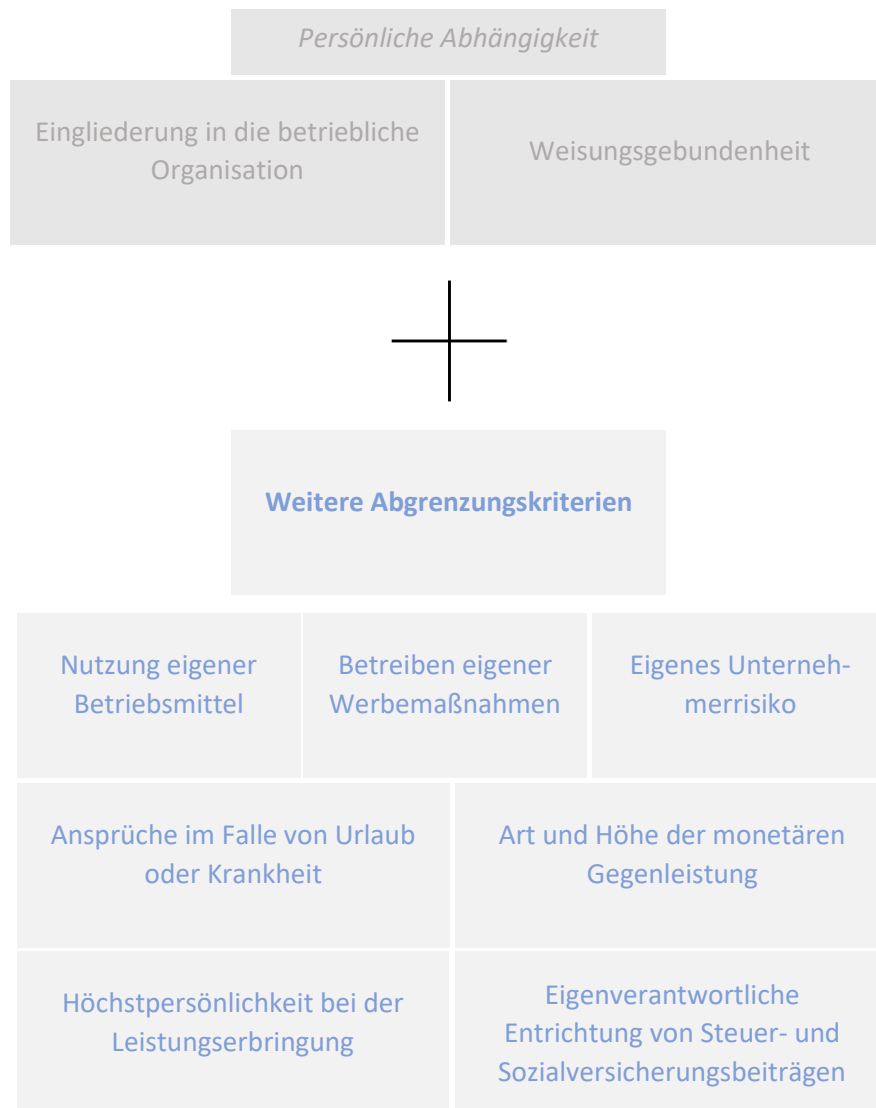 Persönliche Abhängigkeit
Eingliederung in die betriebliche
Organisation
Weisungsgebundenheit
Weitere Abgrenzungskriterien
Nutzung eigener
Betriebsmittel
Betreiben eigener
Werbemaßnahmen
Eigenes Unterneh-
merrisiko
Ansprüche im Falle von Urlaub
oder Krankheit
Art und Höhe der monetären
Gegenleistung
Höchstpersönlichkeit bei der
Leistungserbringung
Eigenverantwortliche
Entrichtung von Steuer- und
Sozialversicherungsbeiträgen